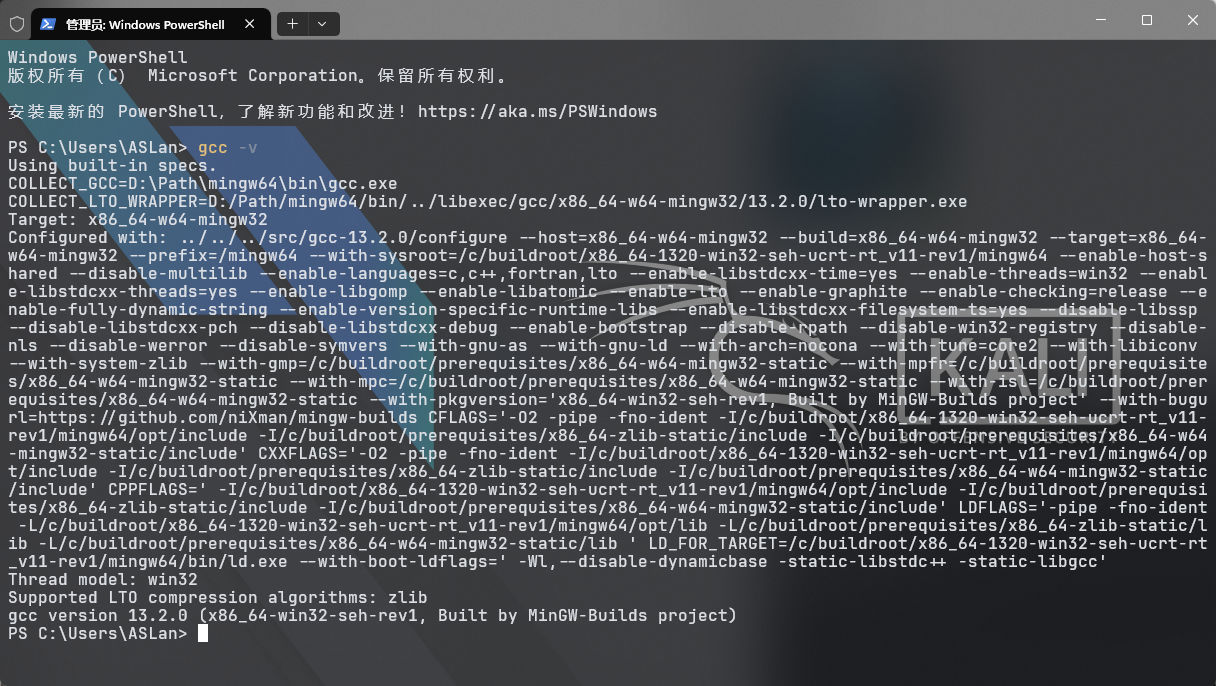 管理员: Windows PowerShell
Windows PowerShell
版权所有 (C)  Microsoft Corporation。保留所有权利。
安装最新的 PowerShell，了解新功能和改进！https://aka.ms/PSWindows
PS C:\Users\ASLan> gcc -v
Using built-in specs.
COLLECT_GCC=D:\Path\mingw64\bin\gcc.exe
COLLECT_LTO_WRAPPER=D:/Path/mingw64/bin/../libexec/gcc/x86_64-w64-mingw32/13.2.0/lto-wrapper.exe
Target: x86_64-w64-mingw32
Configured with: ../../../src/gcc-13.2.0/configure --host=x86_64-w64-mingw32 --build=x86_64-w64-mingw32 --target=x86_64-
w64-mingw32 --prefix=/mingw64 --with-sysroot=/c/buildroot/x86_64-1320-win32-seh-ucrt-rt_v11-rev1/mingw64 --enable-host-s
hared --disable-multilib --enable-languages=c,c++,fortran,lto --enable-libstdcxx-time=yes --enable-threads=win32 --enabl
e-libstdcxx-threads=yes --enable-libgomp --enable-libatomic --enable-lto --enable-graphite --enable-checking=release --e
nable-fully-dynamic-string --enable-version-specific-runtime-libs --enable-libstdcxx-filesystem-ts=yes --disable-libssp
--disable-libstdcxx-pch --disable-libstdcxx-debug --enable-bootstrap --disable-rpath --disable-win32-registry --disable-
nls --disable-werror --disable-symvers --with-gnu-as --with-gnu-ld --with-arch=nocona --with-tune=core2 --with-libiconv
--with-system-zlib --with-gmp=/c/buildroot/prerequisites/x86_64-w64-mingw32-static --with-mpfr=/c/buildroot/prerequisite
s/x86_64-w64-mingw32-static --with-mpc=/c/buildroot/prerequisites/x86_64-w64-mingw32-static --with-isl=/c/buildroot/prer
equisites/x86_64-w64-mingw32-static --with-pkgversion='x86_64-win32-seh-rev1, Built by MinGW-Builds project' --with-bugu
rl=https://github.com/niXman/mingw-builds CFLAGS='-O2 -pipe -fno-ident -I/c/buildroot/x86_64-1320-win32-seh-ucrt-rt_v11-
rev1/mingw64/opt/include -I/c/buildroot/prerequisites/x86_64-zlib-static/include -I/c/buildroot/prerequisites/x86_64-w64
-mingw32-static/include' CXXFLAGS='-O2 -pipe -fno-ident -I/c/buildroot/x86_64-1320-win32-seh-ucrt-rt_v11-rev1/mingw64/op
t/include -I/c/buildroot/prerequisites/x86_64-zlib-static/include -I/c/buildroot/prerequisites/x86_64-w64-mingw32-static
/include' CPPFLAGS=' -I/c/buildroot/x86_64-1320-win32-seh-ucrt-rt_v11-rev1/mingw64/opt/include -I/c/buildroot/prerequisi
tes/x86_64-zlib-static/include -I/c/buildroot/prerequisites/x86_64-w64-mingw32-static/include' LDFLAGS='-pipe -fno-ident
 -L/c/buildroot/x86_64-1320-win32-seh-ucrt-rt_v11-rev1/mingw64/opt/lib -L/c/buildroot/prerequisites/x86_64-zlib-static/l
ib -L/c/buildroot/prerequisites/x86_64-w64-mingw32-static/lib ' LD_FOR_TARGET=/c/buildroot/x86_64-1320-win32-seh-ucrt-rt
_v11-rev1/mingw64/bin/ld.exe --with-boot-ldflags=' -Wl,--disable-dynamicbase -static-libstdc++ -static-libgcc'
Thread model: win32
Supported LTO compression algorithms: zlib
gcc version 13.2.0 (x86_64-win32-seh-rev1, Built by MinGW-Builds project)
PS C:\Users\ASLan>
KALI
BY OFFENSIVE SECURITY